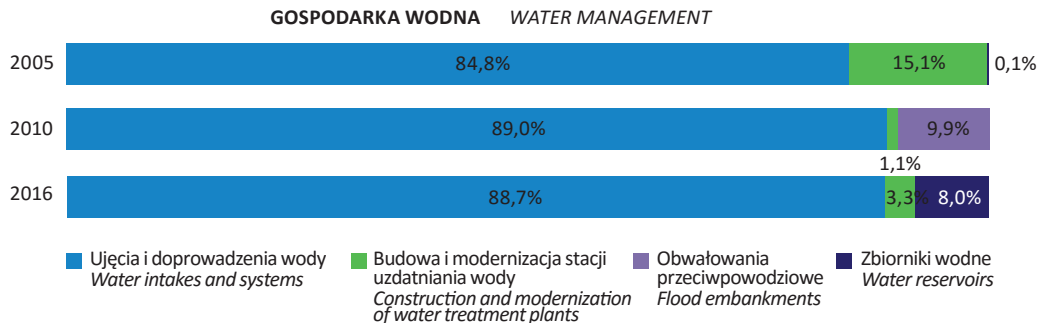 GOSPODARKA WODNA WATER MANAGEMENT
2005 84,8% 15,1% 0,1%
2010 89,0% 9,9%
1,1%
2016 88,7% 3,3% 8,0%
Ujęcia i doprowadzenia wody
Water intakes and systems
Budowa i modernizacja stacji
uzdatniania wody
Construction and modernization
of water treatment plants
Obwałowania
przeciwpowodziowe
Flood embankments
Zbiorniki wodne
Water reservoirs